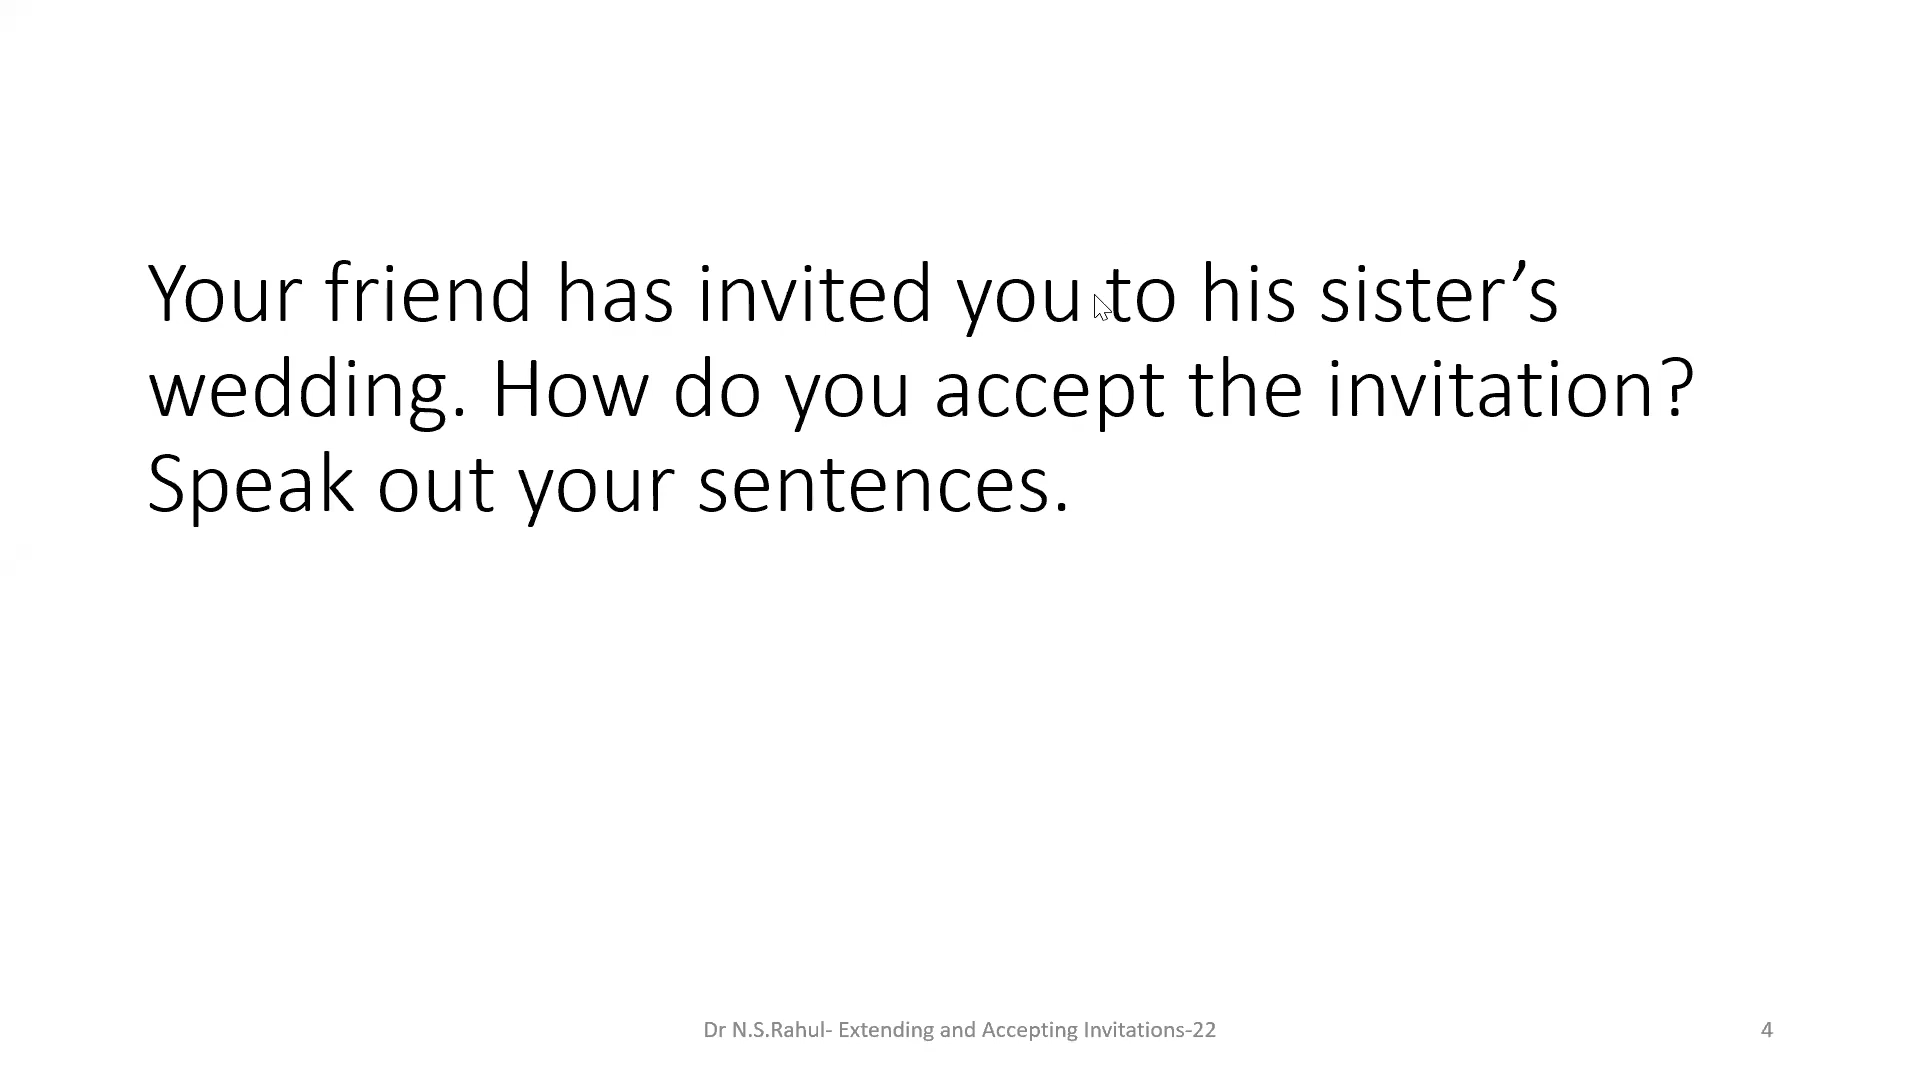 Your friend has invited you to his sister’s
wedding. How do you accept the invitation?
Speak out your sentences.
Dr N.S.Rahul- Extending and Accepting Invitations-22
4